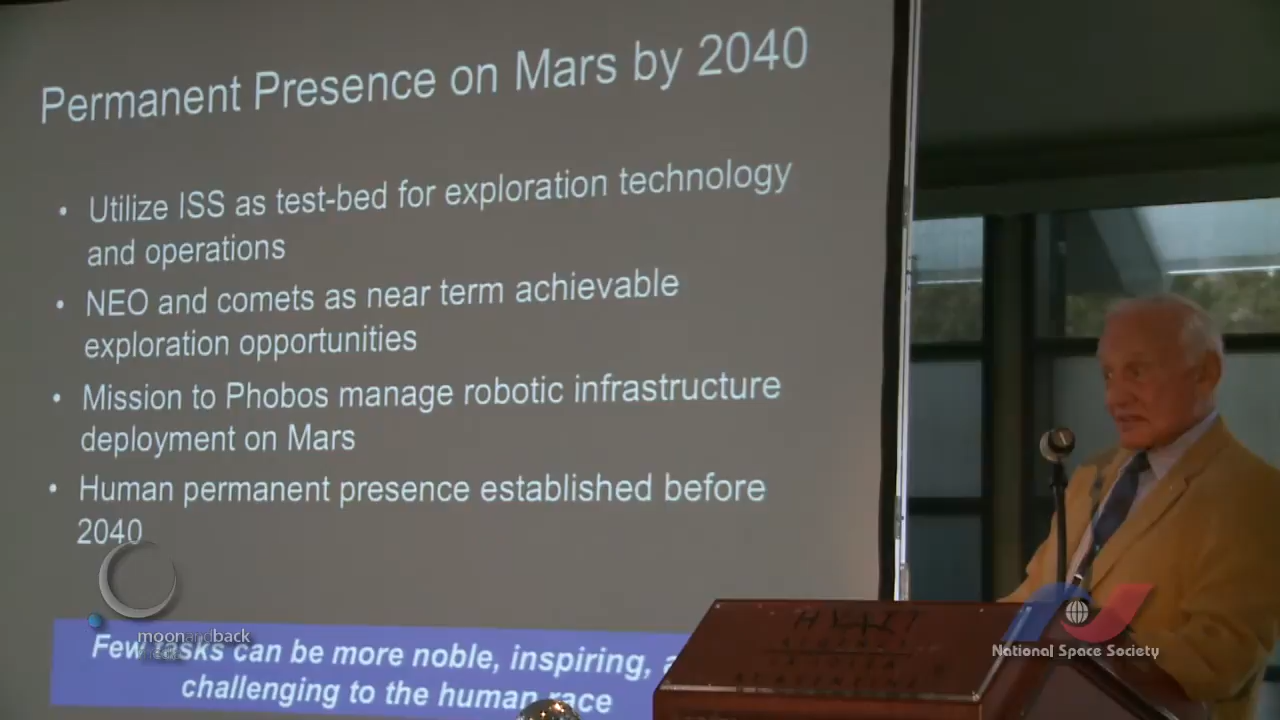 Permanent Presence on Mars by 2040
• Utilize ISS as test-bed for exploration technology
and operations
• NEO and comets as near term achievable
exploration opportunities
• Mission to Phobos manage robotic infrastructure
deployment on Mars
• Human permanent presence established before
2040
moonandback
Few tasks can be more noble, inspiring,
challenging to the human race
National Space Society